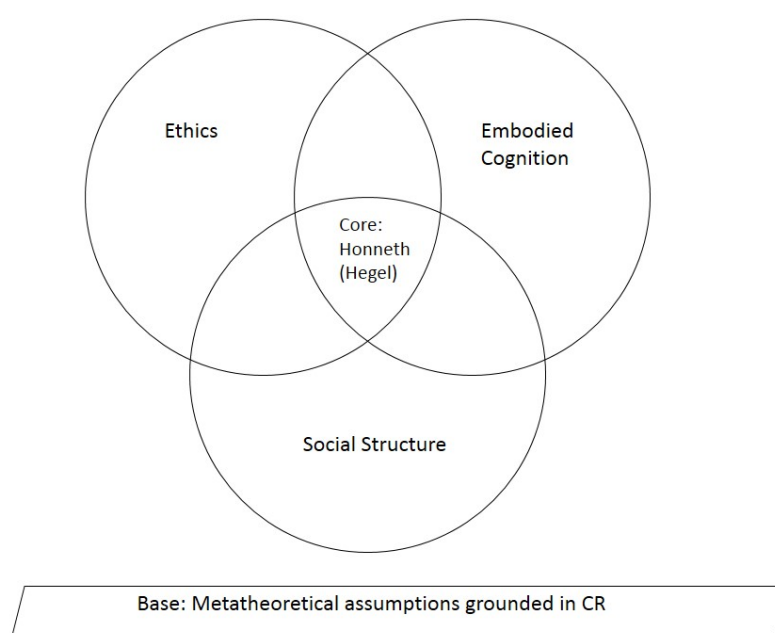 Ethics
Embodied
Cognition
Core:
Honneth
(Hegel)
Social Structure
Base: Metatheoretical assumptions grounded in CR